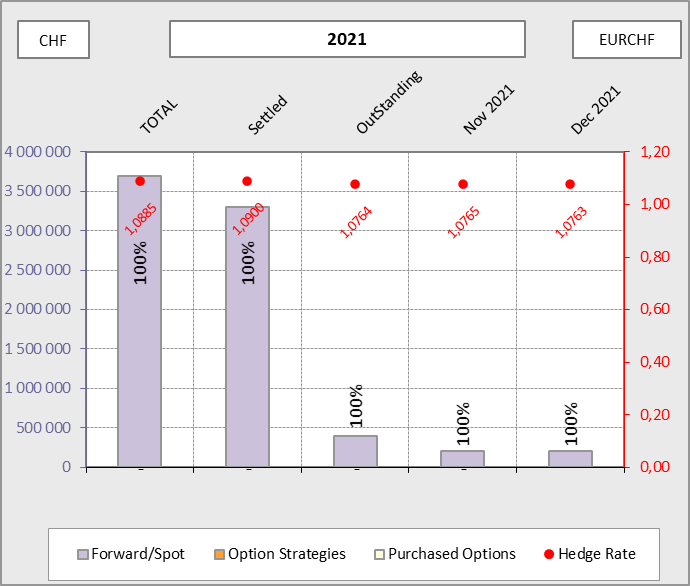 CHF
2021
EURCHF
TOTAL
Settled
OutStanding
Nov 2021
Dec 2021
4 000 000
3 500 000
3 000 000
2 500 000
2 000 000
1 500 000
1 000 000
500 000
0
1,20
1,00
0,80
0,60
0,40
0,20
0,00
1,0885
1,0900
1,0764
1,0765
1,0763
100%
100%
100%
100%
100%
Forward/Spot
Option Strategies
Purchased Options
Hedge Rate